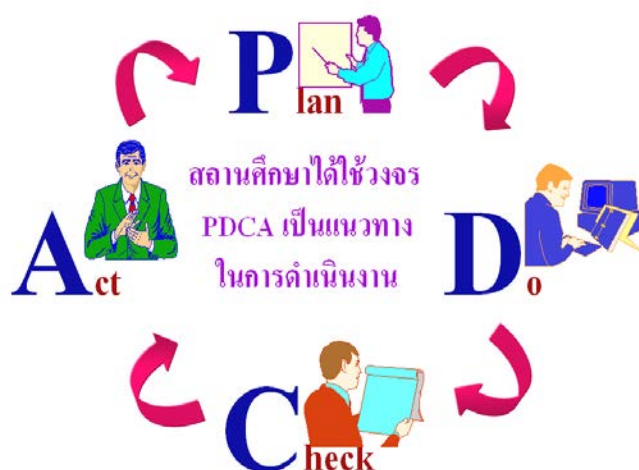 Plan
สถานศึกษาได้ใช้วงจร
PDCA เป็นแนวทาง
ในการดำเนินงาน
Act
Do
Check